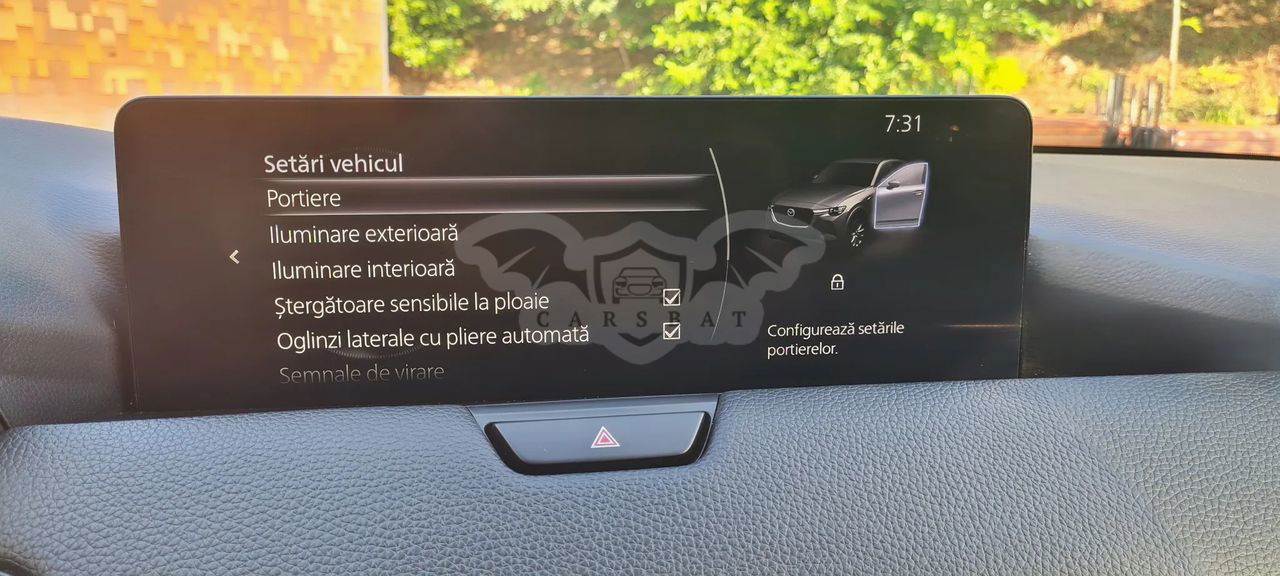 7:31
Setări vehicul
Portiere
Iluminare exterioară
Iluminare interioară
Ștergătoare sensibile la ploaie
Oglinzi laterale cu pliere automată
Semnale de virare
Configurează setările
portierelor.
CARSBAT